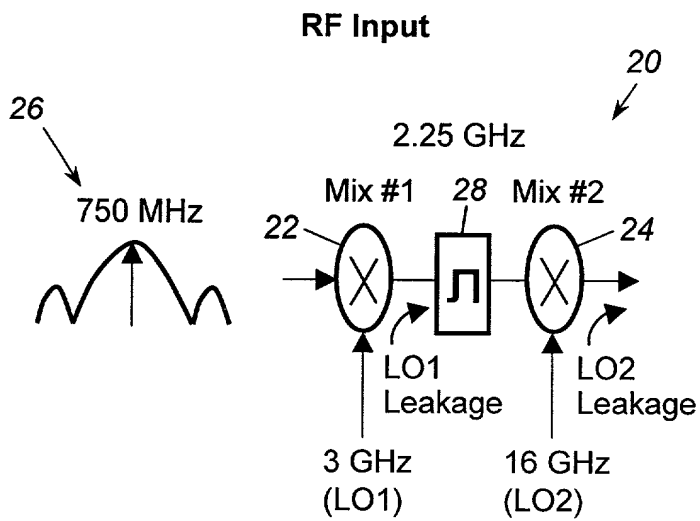 RF Input
20
26
2.25 GHz
750 MHz
Mix #1
28
Mix #2
22
24
LO1
Leakage
LO2
Leakage
3 GHz
(LO1)
16 GHz
(LO2)